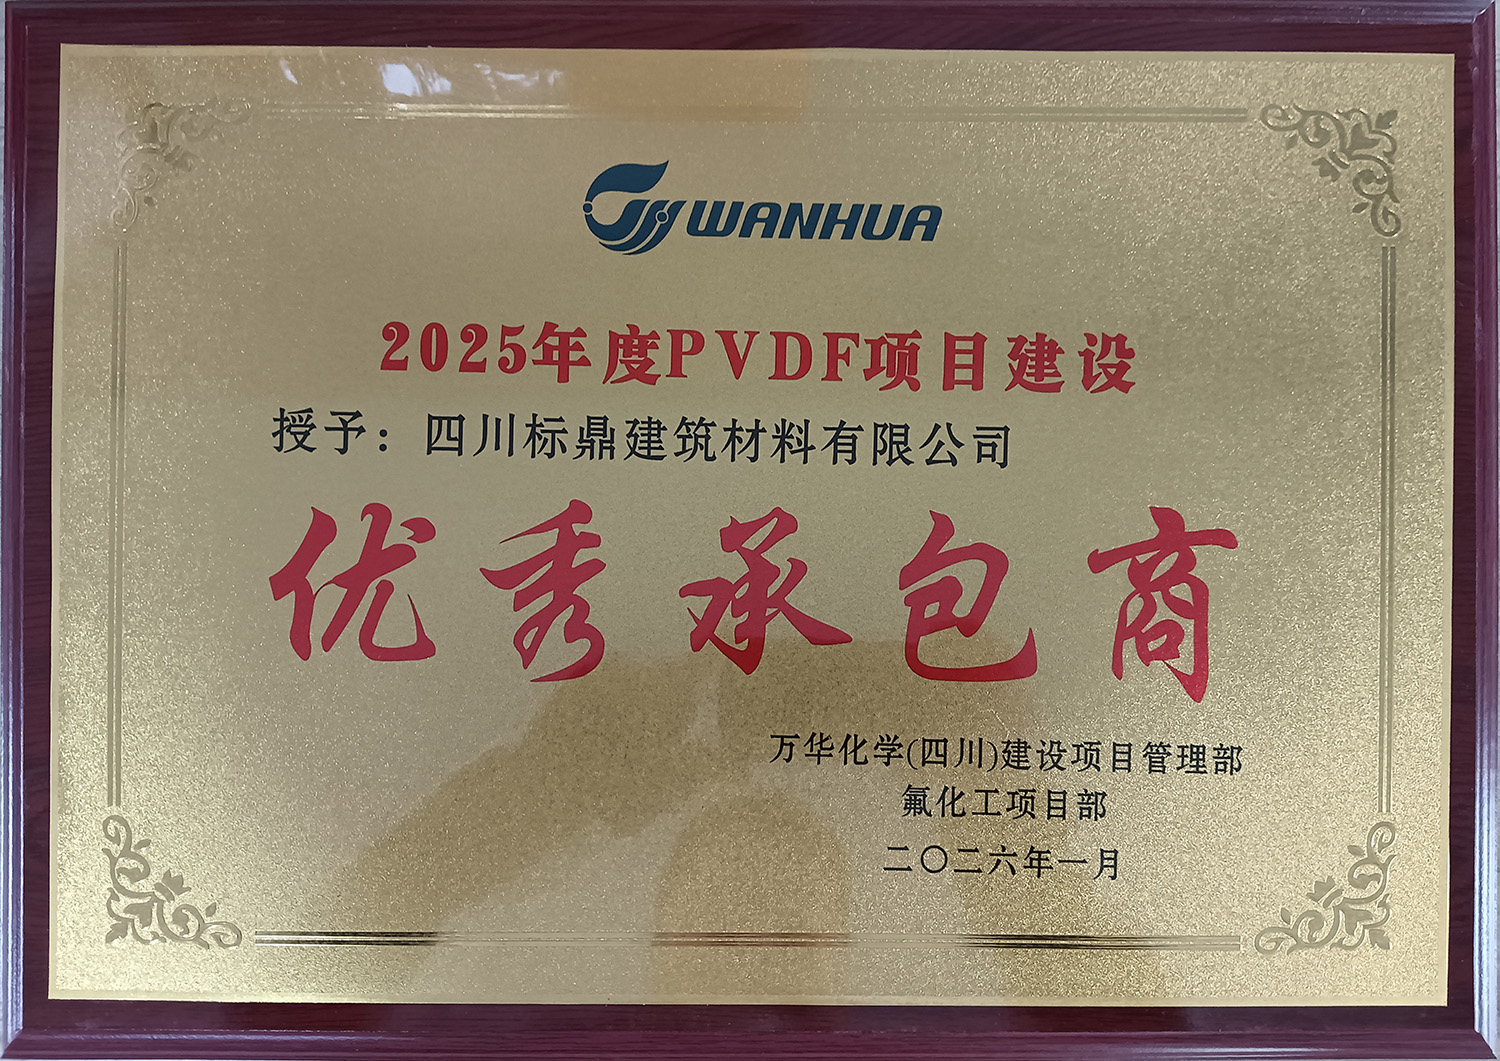 WANHUA
2025年度PVDF项目建设
授予：四川标鼎建筑材料有限公司
优秀承包商
万华化学(四川)建设项目管理部
氟化工项目部
二〇二六年一月